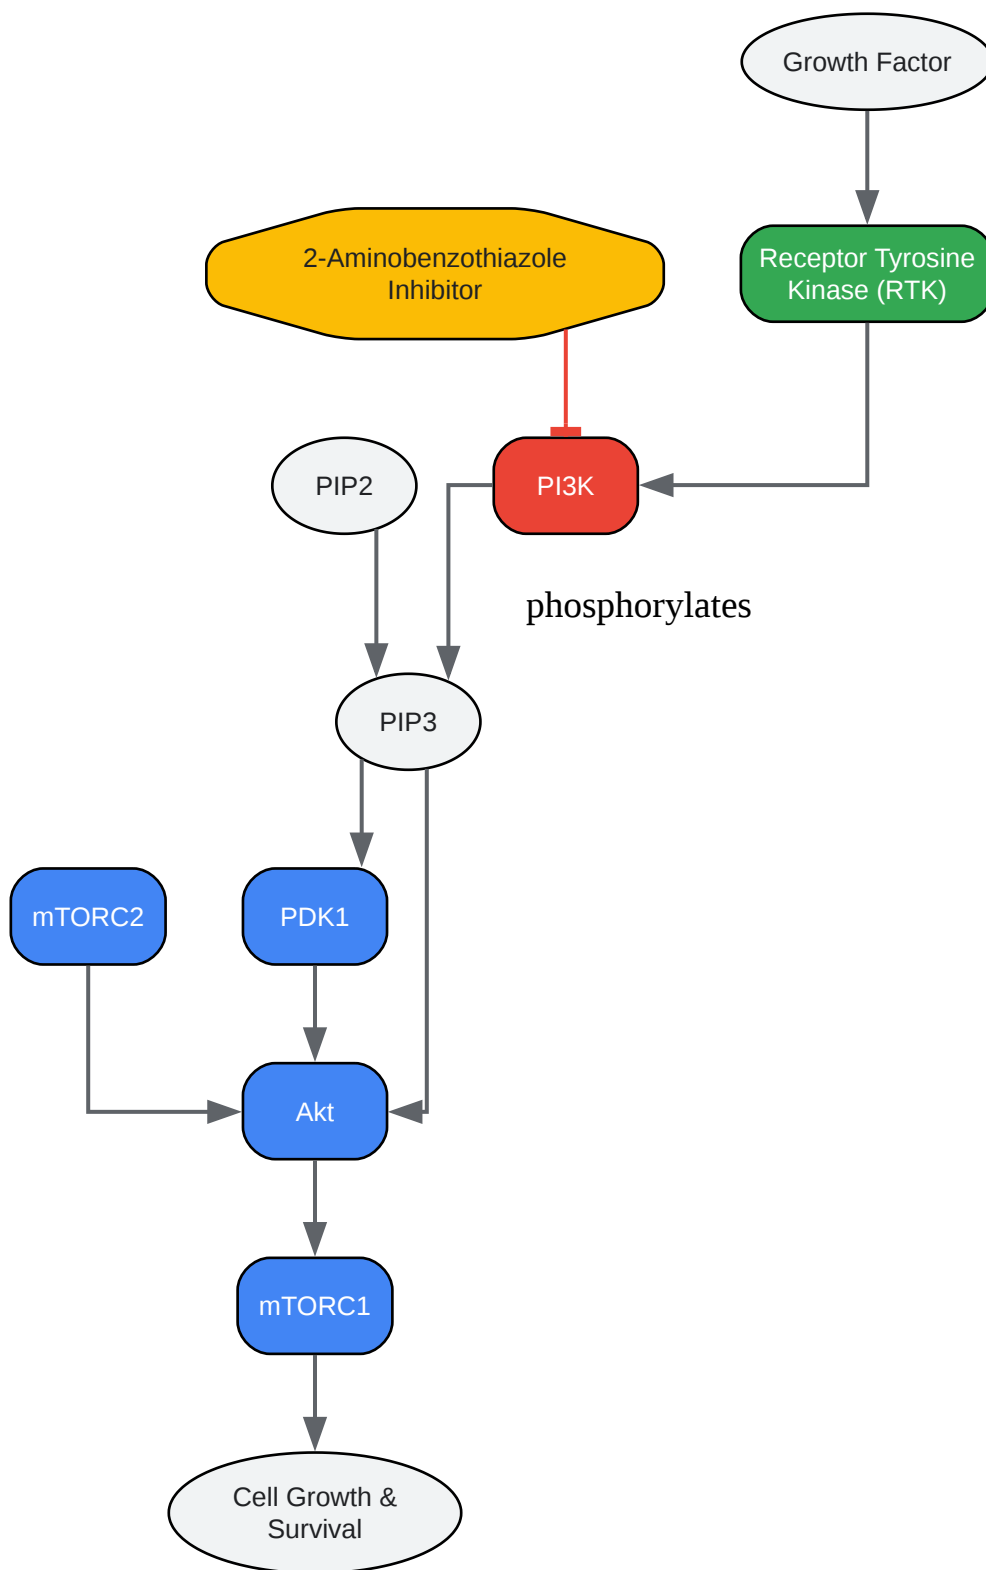 Growth Factor
2-Aminobenzothiazole
Inhibitor
Receptor Tyrosine
Kinase (RTK)
PIP2
PI3K
phosphorylates
PIP3
mTORC2
PDK1
Akt
mTORC1
Cell Growth &
Survival